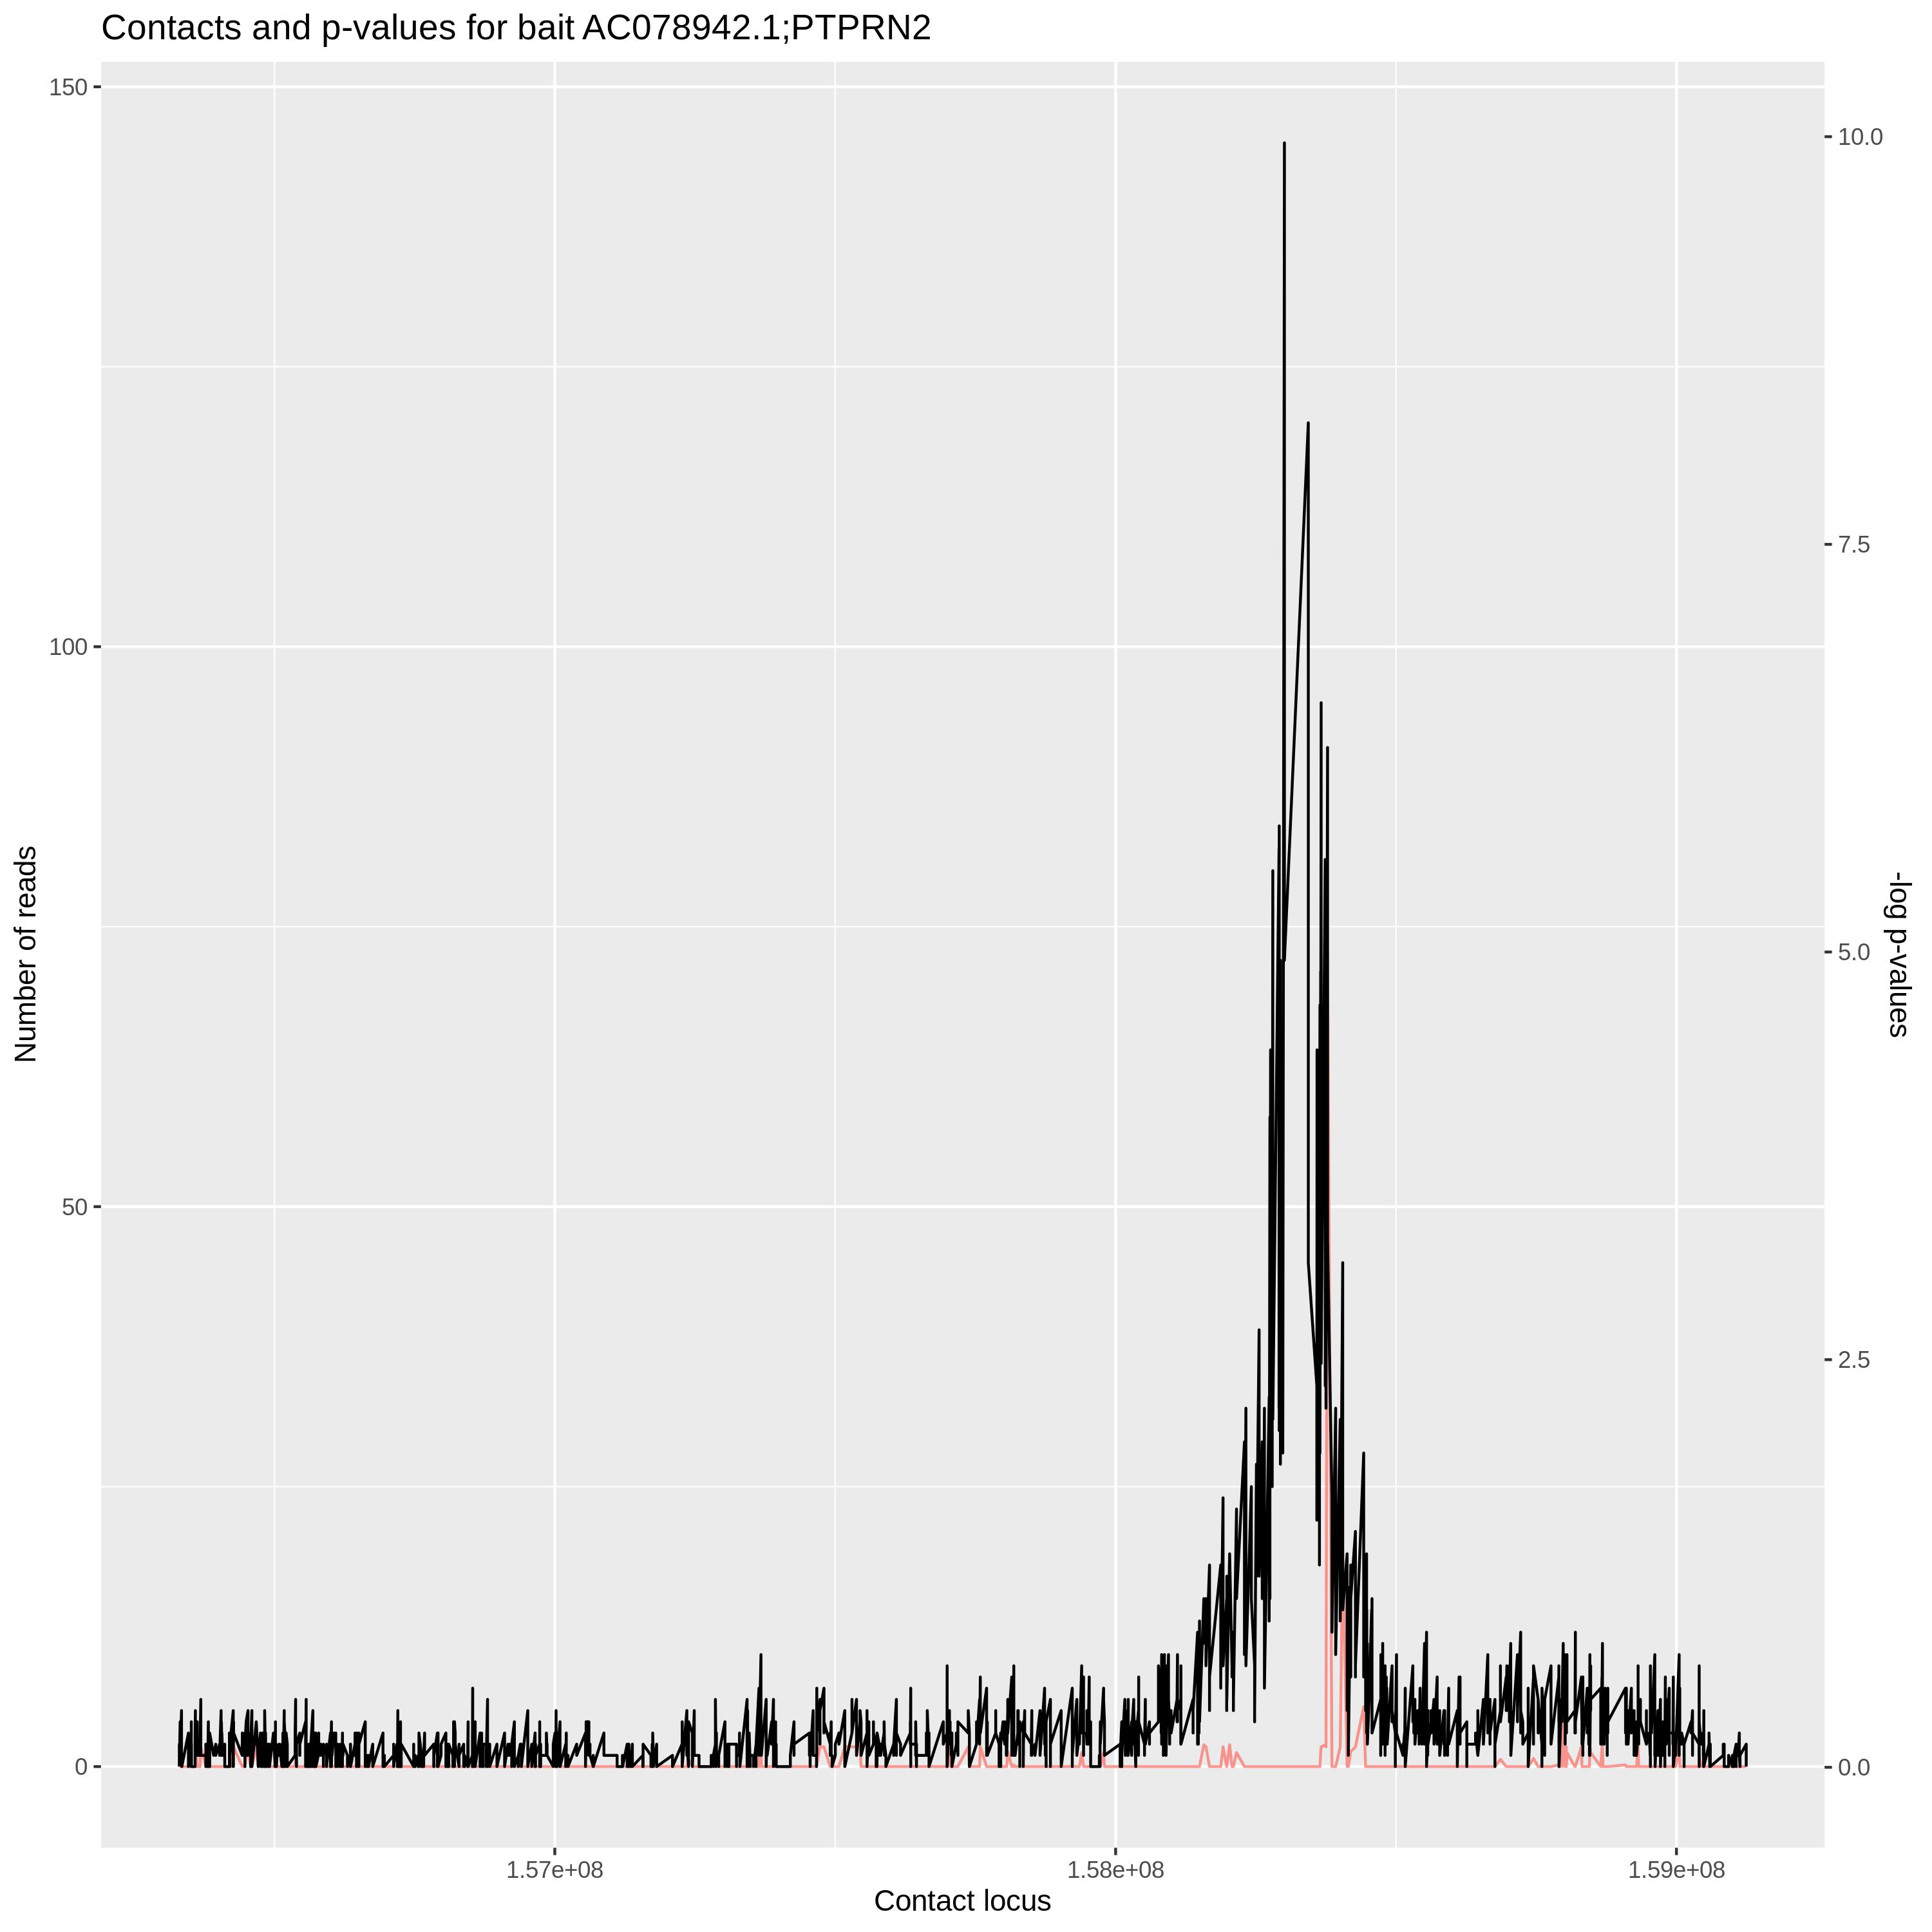 Contacts and p-values for bait AC078942.1;PTPRN2
150
100
50
0
Number of reads
10.0
7.5
5.0
2.5
0.0
-log p-values
1.57e+08
1.58e+08
1.59e+08
Contact locus